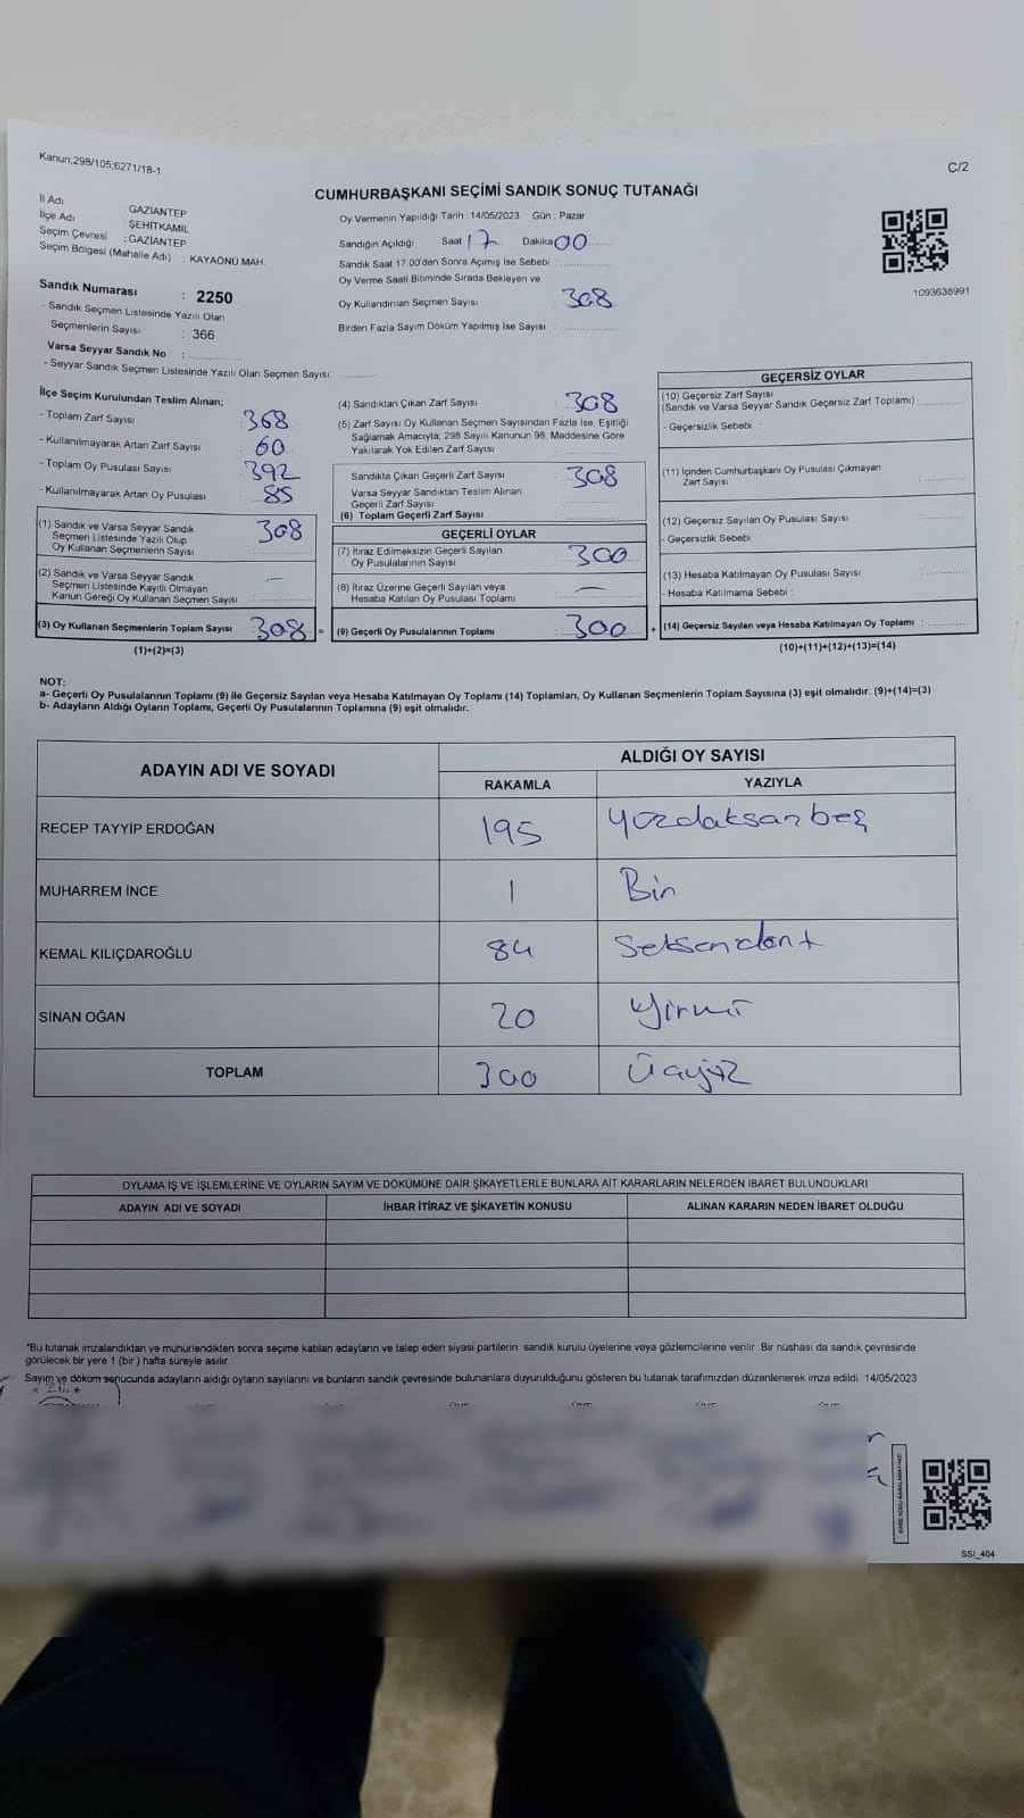 Kanun;298/105;6271/18-1
C/2
CUMHURBAŞKANI SEÇİMİ SANDIK SONUÇ TUTANAĞI
İl Adı GAZİANTEP
İlçe Adı ŞEHİTKAMİL
Seçim Çevresi : GAZİANTEP
Seçim Bölgesi (Mahalle Adı) : KAYAÖNÜ MAH.
Oy Vermenin Yapıldığı Tarih : 14/05/2023 Gün : Pazar
Sandığın Açıldığı Saat 17 Dakika 00
Sandık Saat 17.00'den Sonra Açılmış İse Sebebi
Oy Verme Saati Bitiminde Sırada Bekleyen ve
Oy Kullandırılan Seçmen Sayısı 308
Birden Fazla Sayım Döküm Yapılmış İse Sayısı
1093636991
Sandık Numarası : 2250
- Sandık Seçmen Listesinde Yazılı Olan
Seçmenlerin Sayısı : 366
Varsa Seyyar Sandık No :
- Seyyar Sandık Seçmen Listesinde Yazılı Olan Seçmen Sayısı
İlçe Seçim Kurulundan Teslim Alınan;
- Toplam Zarf Sayısı 368
- Kullanılmayarak Artan Zarf Sayısı 60
- Toplam Oy Pusulası Sayısı 392
- Kullanılmayarak Artan Oy Pusulası 85
(1) Sandık ve Varsa Seyyar Sandık
Seçmen Listesinde Yazılı Olup
Oy Kullanan Seçmenlerin Sayısı 308
(2) Sandık ve Varsa Seyyar Sandık
Seçmen Listesinde Kayıtlı Olmayan
Kanun Gereği Oy Kullanan Seçmen Sayısı —
(3) Oy Kullanan Seçmenlerin Toplam Sayısı 308 =
(1)+(2)=(3)
(4) Sandıktan Çıkan Zarf Sayısı 308
(5) Zarf Sayısı Oy Kullanan Seçmen Sayısından Fazla İse, Eşitliği
Sağlamak Amacıyla, 298 Sayılı Kanunun 98. Maddesine Göre
Yakılarak Yok Edilen Zarf Sayısı
Sandıkta Çıkan Geçerli Zarf Sayısı 308
Varsa Seyyar Sandıktan Teslim Alınan
Geçerli Zarf Sayısı
(6) Toplam Geçerli Zarf Sayısı
GEÇERLİ OYLAR
(7) İtiraz Edilmeksizin Geçerli Sayılan
Oy Pusulasının Sayısı 300
(8) İtiraz Üzerine Geçerli Sayılan veya
Hesaba Katılan Oy Pusulası Toplamı —
(9) Geçerli Oy Pusulalarının Toplamı 300 +
GEÇERSİZ OYLAR
(10) Geçersiz Zarf Sayısı
(Sandık ve Varsa Seyyar Sandık Geçersiz Zarf Toplamı)
- Geçersizlik Sebebi :
(11) İçinden Cumhurbaşkanı Oy Pusulası Çıkmayan
Zarf Sayısı
(12) Geçersiz Sayılan Oy Pusulası Sayısı
- Geçersizlik Sebebi
(13) Hesaba Katılmayan Oy Pusulası Sayısı
- Hesaba Katılmama Sebebi :
(14) Geçersiz Sayılan veya Hesaba Katılmayan Oy Toplamı :
(10)+(11)+(12)+(13)=(14)
NOT:
a- Geçerli Oy Pusulalarının Toplamı (9) ile Geçersiz Sayılan veya Hesaba Katılmayan Oy Toplamı (14) Toplamları, Oy Kullanan Seçmenlerin Toplam Sayısına (3) eşit olmalıdır. (9)+(14)=(3)
b- Adayların Aldığı Oyların Toplamı, Geçerli Oy Pusulalarının Toplamına (9) eşit olmalıdır.
ADAYIN ADI VE SOYADI
ALDIĞI OY SAYISI
RAKAMLA YAZIYLA
RECEP TAYYİP ERDOĞAN 195 yüzdaksanbeş
MUHARREM İNCE 1 Bir
KEMAL KILIÇDAROĞLU 84 Seksendört
SİNAN OĞAN 20 yirmi
TOPLAM 300 Üçyüz
OYLAMA İŞ VE İŞLEMLERİNE VE OYLARIN SAYIM VE DÖKÜMÜNE DAİR ŞİKAYETLERLE BUNLARA AİT KARARLARIN NELERDEN İBARET BULUNDUKLARI
ADAYIN ADI VE SOYADI İHBAR İTİRAZ VE ŞİKAYETİN KONUSU ALINAN KARARIN NEDEN İBARET OLDUĞU
*Bu tutanak imzalandıktan ve mühürlendikten sonra seçime katılan adayların ve talep eden siyasi partilerin sandık kurulu üyelerine veya gözlemcilerine verilir. Bir nüshası da sandık çevresinde
görülecek bir yere 1 (bir) hafta süreyle asılır.
Sayım ve döküm sonucunda adayların aldığı oyların sayılarını ve bunların sandık çevresinde bulunanlara duyurulduğunu gösteren bu tutanak tarafımızdan düzenlenerek imza edildi. 14/05/2023
SSI_404